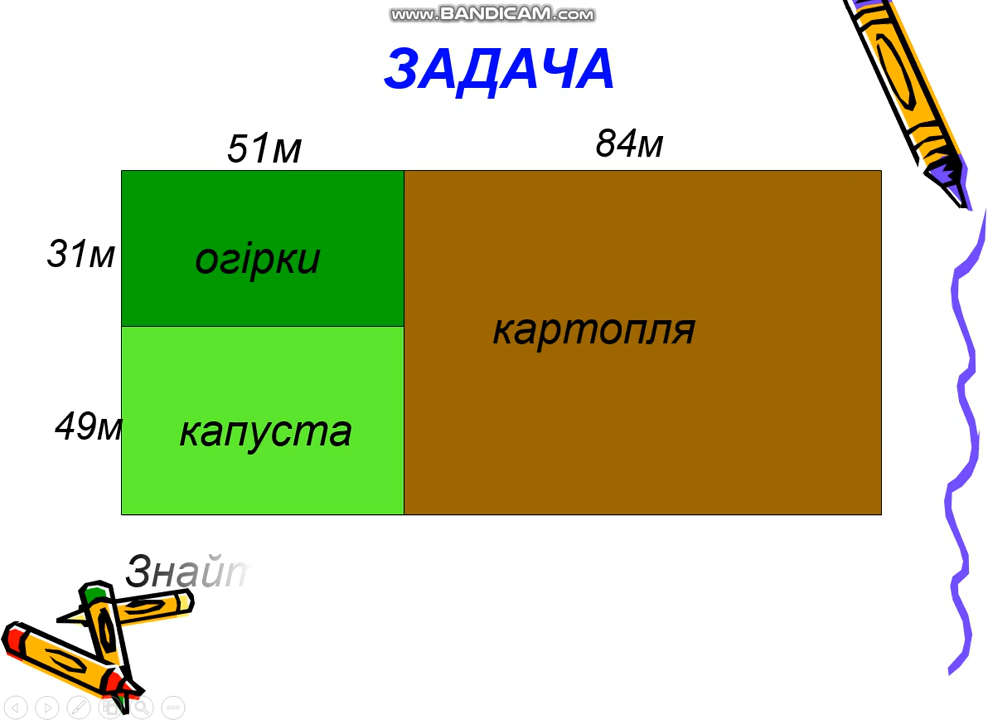 www.BANDICAM.com
ЗАДАЧА
51м
84м
31м
огірки
картопля
49м
капуста